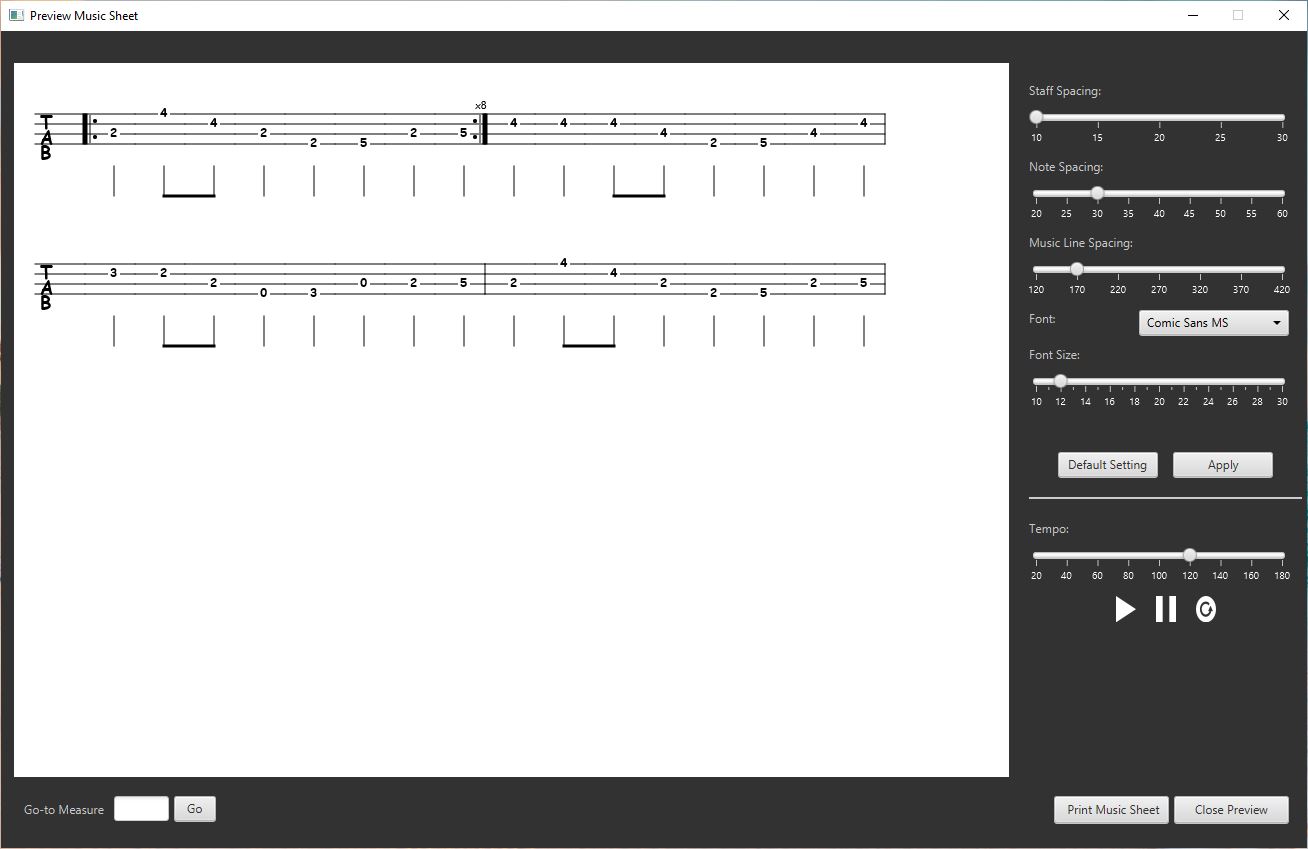 Preview Music Sheet
x8
T
A
B
4
4 4 4 4 4
2 2 2 5 4 4
2 5 2 5
T
A
B
4
3 2 4
2 0 2 5 2 2 2 5
0 3 2 5
Staff Spacing:
10 15 20 25 30
Note Spacing:
20 25 30 35 40 45 50 55 60
Music Line Spacing:
120 170 220 270 320 370 420
Font: Comic Sans MS
Font Size:
10 12 14 16 18 20 22 24 26 28 30
Default Setting Apply
Tempo:
20 40 60 80 100 120 140 160 180
Go-to Measure Go
Print Music Sheet Close Preview